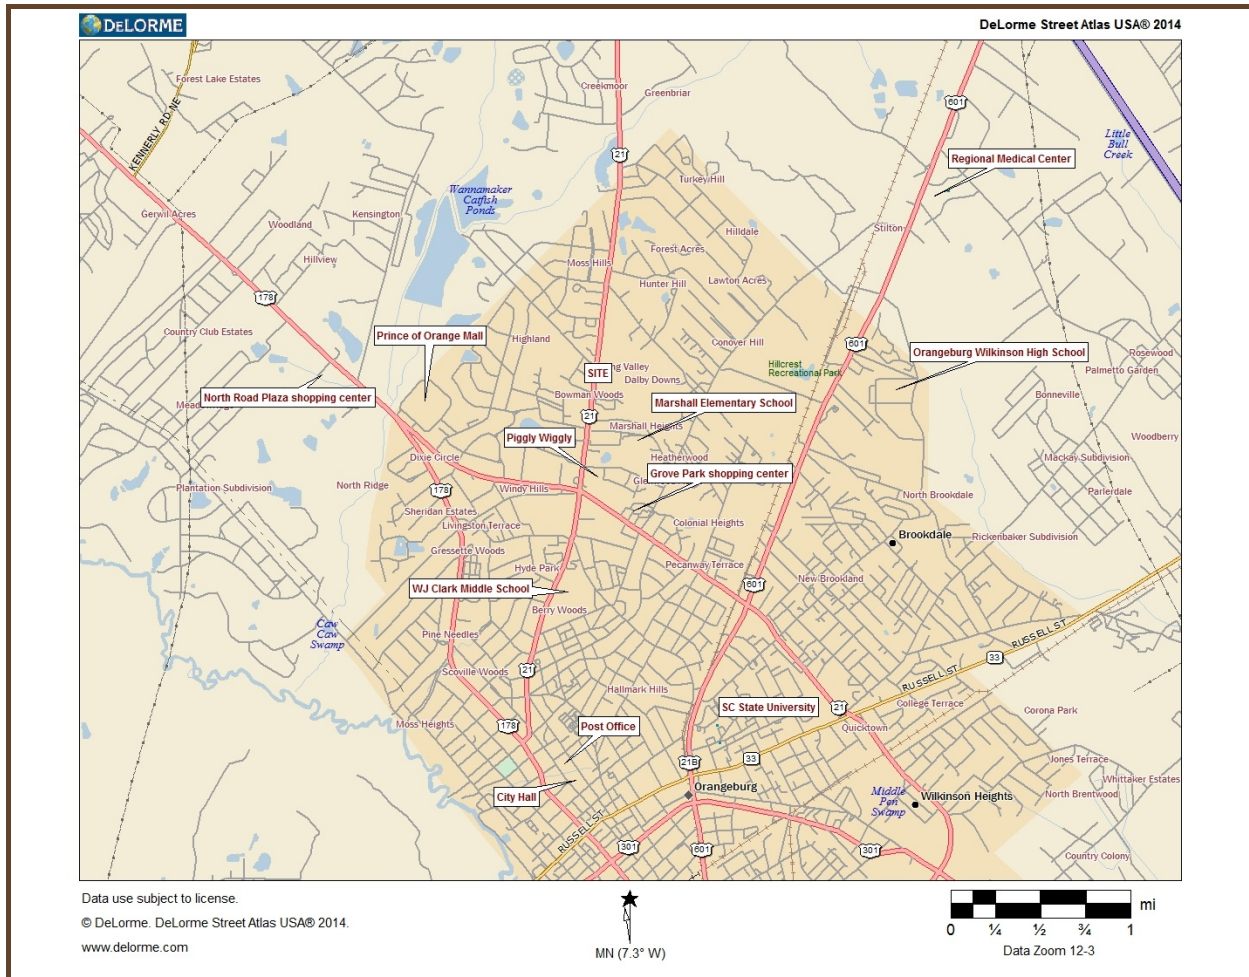 DELORME
DeLorme Street Atlas USA® 2014
Forest Lake Estates
KENNERLY RD NE
Creekmoor
Greenbriar
601
Little
Bull
Creek
21
Regional Medical Center
Turkey Hill
Wannamaker
Catfish
Ponds
Gerwil Acres
Kensington
Woodland
Hillview
Hilldale
Stilton
Forest Acres
Moss Hills
Hunter Hill
Lawton Acres
178
Country Club Estates
Prince of Orange Mall
Highland
Conover Hill
601
Orangeburg Wilkinson High School
Rosewood
Palmetto Garden
Hillcrest
Recreational Park
SITE
Valley
Dalby Downs
Bowman Woods
Bonneville
North Road Plaza shopping center
Marshall Elementary School
21
Marshall Heights
Piggly Wiggly
Woodberry
Dixie Circle
Heatherwood
Mackay Subdivision
Grove Park shopping center
Plantation Subdivision
North Ridge
178
Windy Hills
Parlerdale
North Brookdale
Sheridan Estates
Livingston Terrace
Colonial Heights
Brookdale
Rickenbaker Subdivision
Gressette Woods
Hyde Park
Pecanway Terrace
New Brookland
601
WJ Clark Middle School
Berry Woods
Caw
Caw
Swamp
Pine Needles
RUSSELL ST
33
RUSSELL ST
Scoville Woods
21
Hallmark Hills
SC State University
21
College Terrace
Corona Park
Moss Heights
178
Post Office
Quicktown
21B
33
Jones Terrace
Whittaker Estates
North Brentwood
City Hall
Orangeburg
Middle
Pen
Swamp
Wilkinson Heights
RUSSELL ST
301
601
301
Country Colony
Data use subject to license.
© DeLorme. DeLorme Street Atlas USA® 2014.
www.delorme.com
MN (7.3° W)
mi
0 ¼ ½ ¾ 1
Data Zoom 12-3